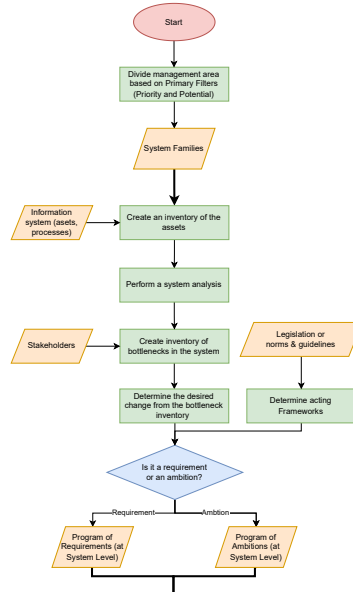 Start
Divide management area
based on Primary Filters
(Priority and Potential)
System Families
Information
system (asets,
processes)
Create an inventory of the
assets
Perform a system analysis
Stakeholders
Create inventory of
bottlenecks in the system
Legislation or
norms & guidelines
Determine the desired
change from the bottleneck
inventory
Determine acting
Frameworks
Is it a requirement
or an ambition?
Requirement
Ambtion
Program of
Requirements (at
System Level)
Program of
Ambitions (at
System Level)